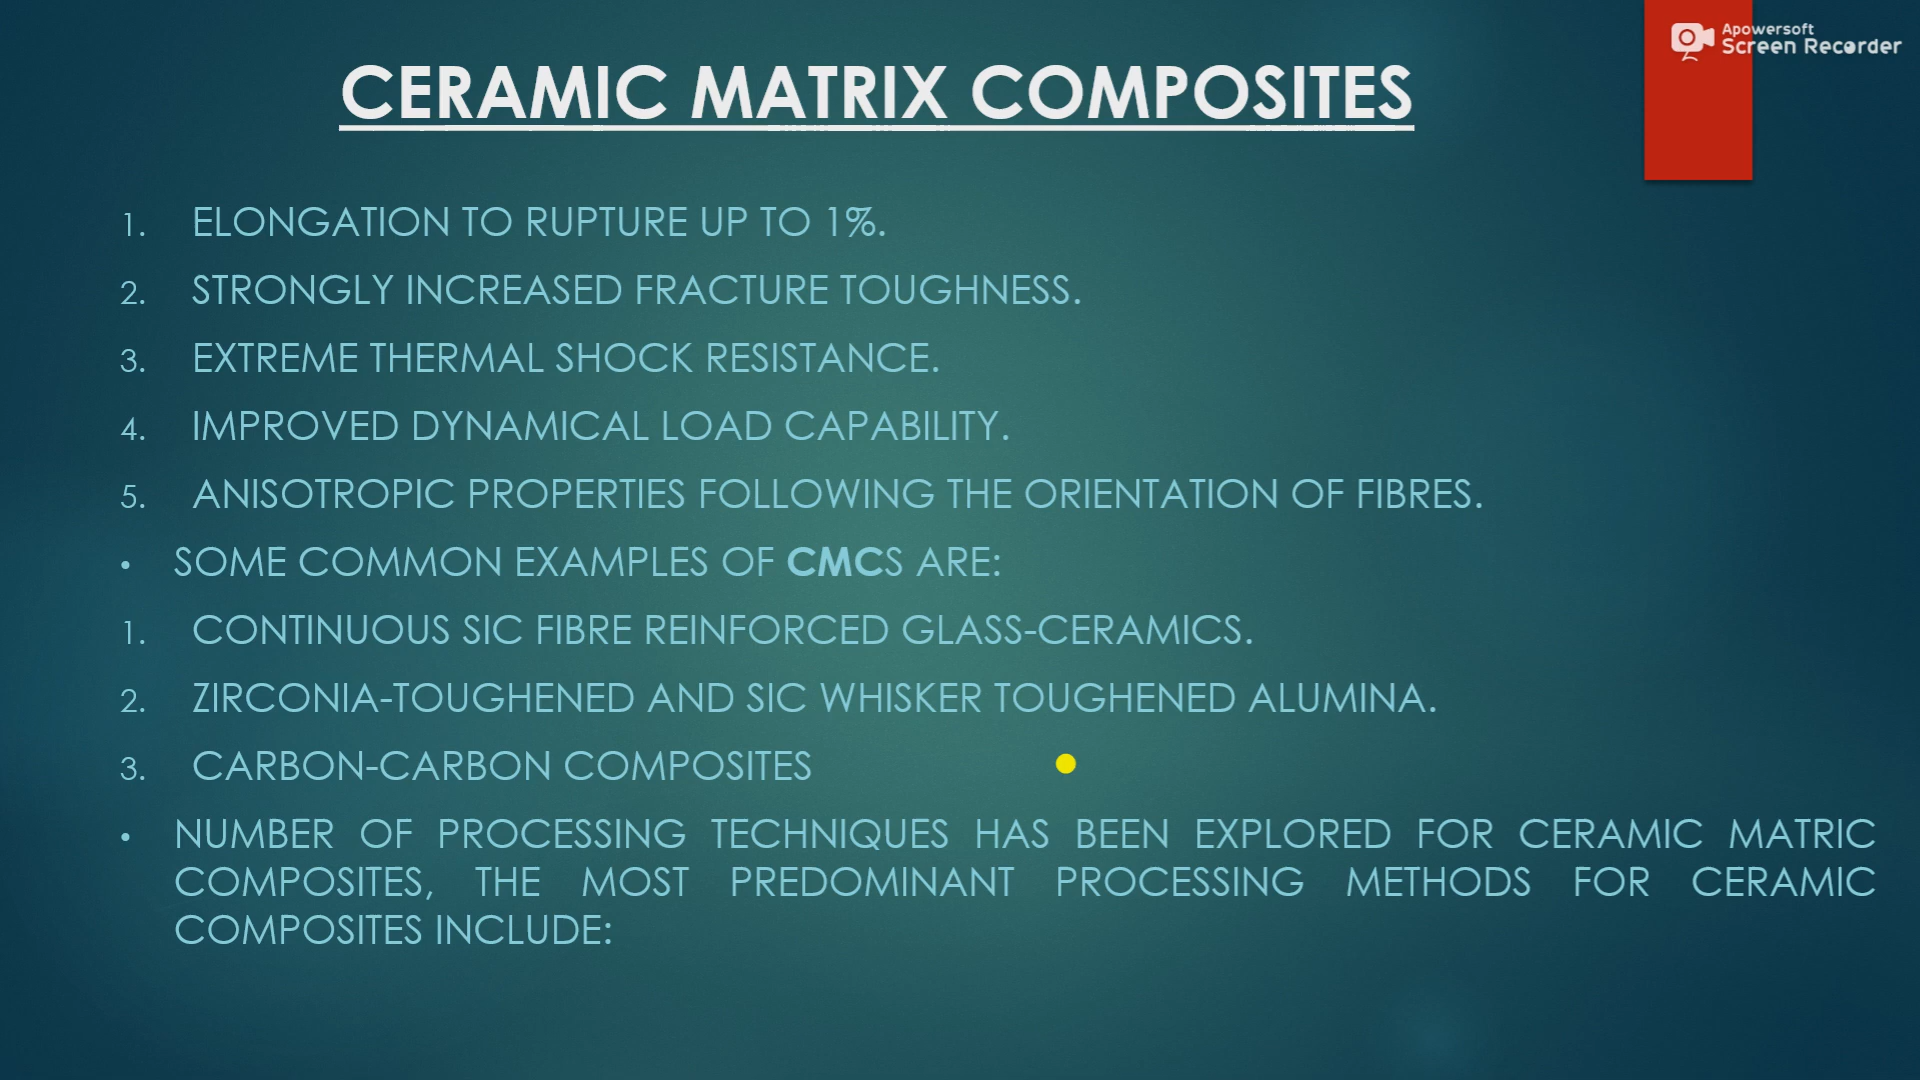 Apowersoft
Screen Recorder
CERAMIC MATRIX COMPOSITES
1. ELONGATION TO RUPTURE UP TO 1%.
2. STRONGLY INCREASED FRACTURE TOUGHNESS.
3. EXTREME THERMAL SHOCK RESISTANCE.
4. IMPROVED DYNAMICAL LOAD CAPABILITY.
5. ANISOTROPIC PROPERTIES FOLLOWING THE ORIENTATION OF FIBRES.
• SOME COMMON EXAMPLES OF CMCS ARE:
1. CONTINUOUS SIC FIBRE REINFORCED GLASS-CERAMICS.
2. ZIRCONIA-TOUGHENED AND SIC WHISKER TOUGHENED ALUMINA.
3. CARBON-CARBON COMPOSITES
• NUMBER OF PROCESSING TECHNIQUES HAS BEEN EXPLORED FOR CERAMIC MATRIC
COMPOSITES, THE MOST PREDOMINANT PROCESSING METHODS FOR CERAMIC
COMPOSITES INCLUDE: